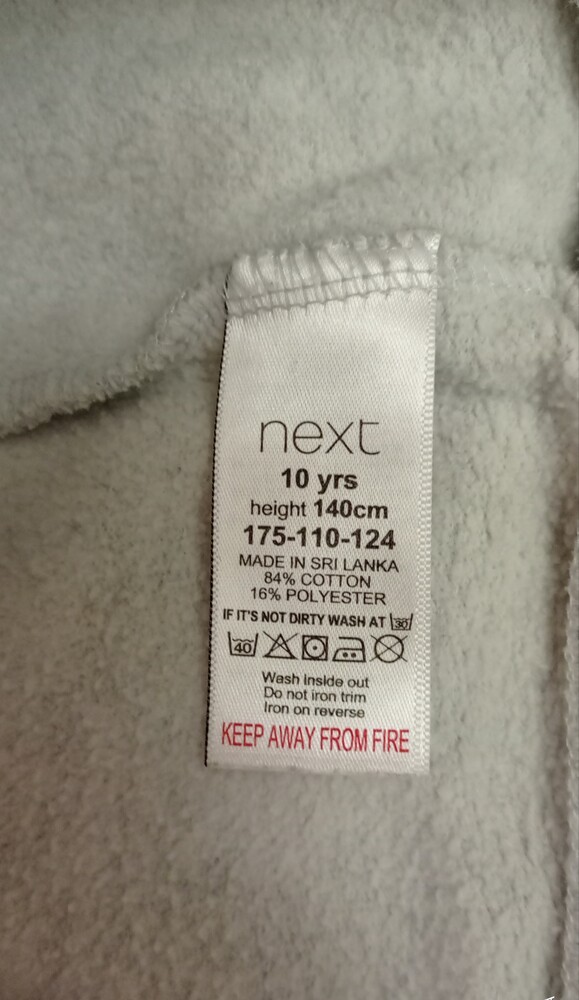 next
10 yrs
height 140cm
175-110-124
MADE IN SRI LANKA
84% COTTON
16% POLYESTER
IF IT'S NOT DIRTY WASH AT 30
40
Wash inside out
Do not iron trim
Iron on reverse
KEEP AWAY FROM FIRE